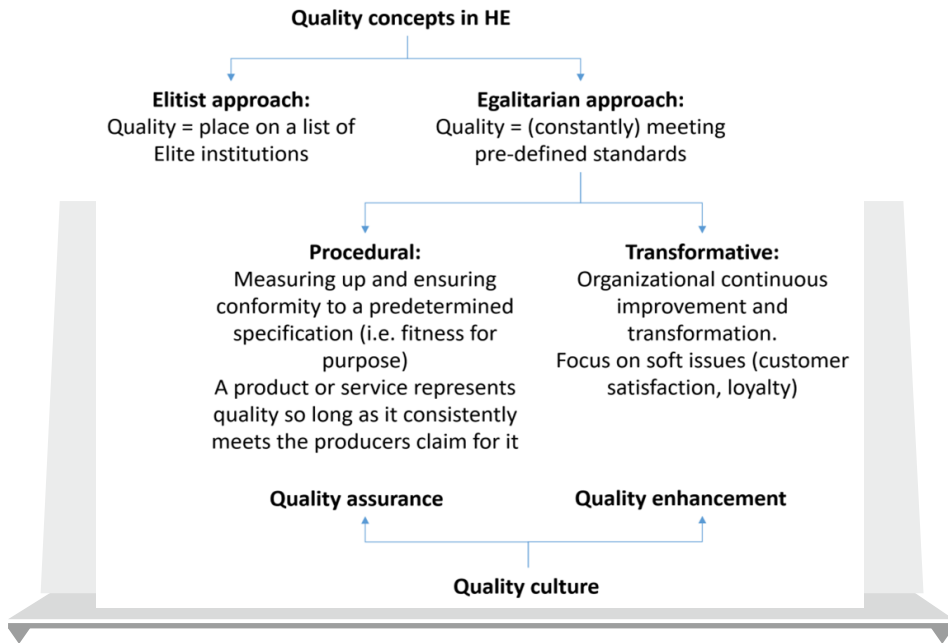 Quality concepts in HE
Elitist approach:
Quality = place on a list of
Elite institutions
Egalitarian approach:
Quality = (constantly) meeting
pre-defined standards
Procedural:
Measuring up and ensuring
conformity to a predetermined
specification (i.e. fitness for
purpose)
A product or service represents
quality so long as it consistently
meets the producers claim for it
Transformative:
Organizational continuous
improvement and
transformation.
Focus on soft issues (customer
satisfaction, loyalty)
Quality assurance
Quality enhancement
Quality culture